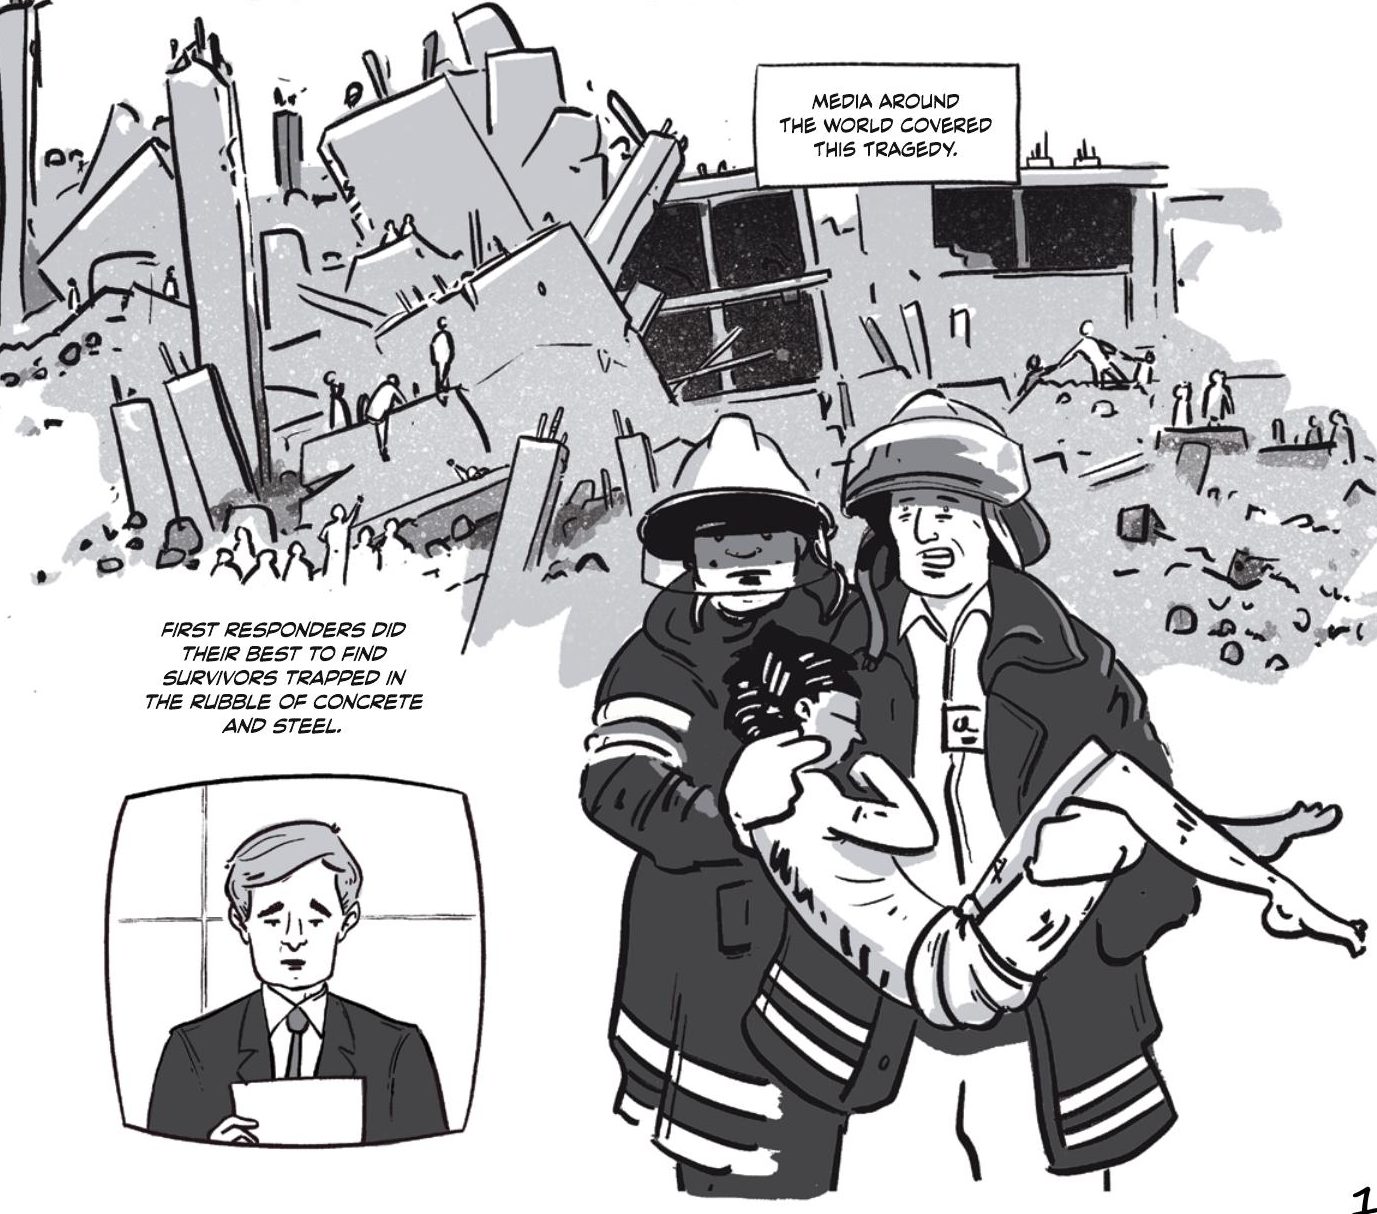 MEDIA AROUND
THE WORLD COVERED
THIS TRAGEDY.
FIRST RESPONDERS DID
THEIR BEST TO FIND
SURVIVORS TRAPPED IN
THE RUBBLE OF CONCRETE
AND STEEL.
1